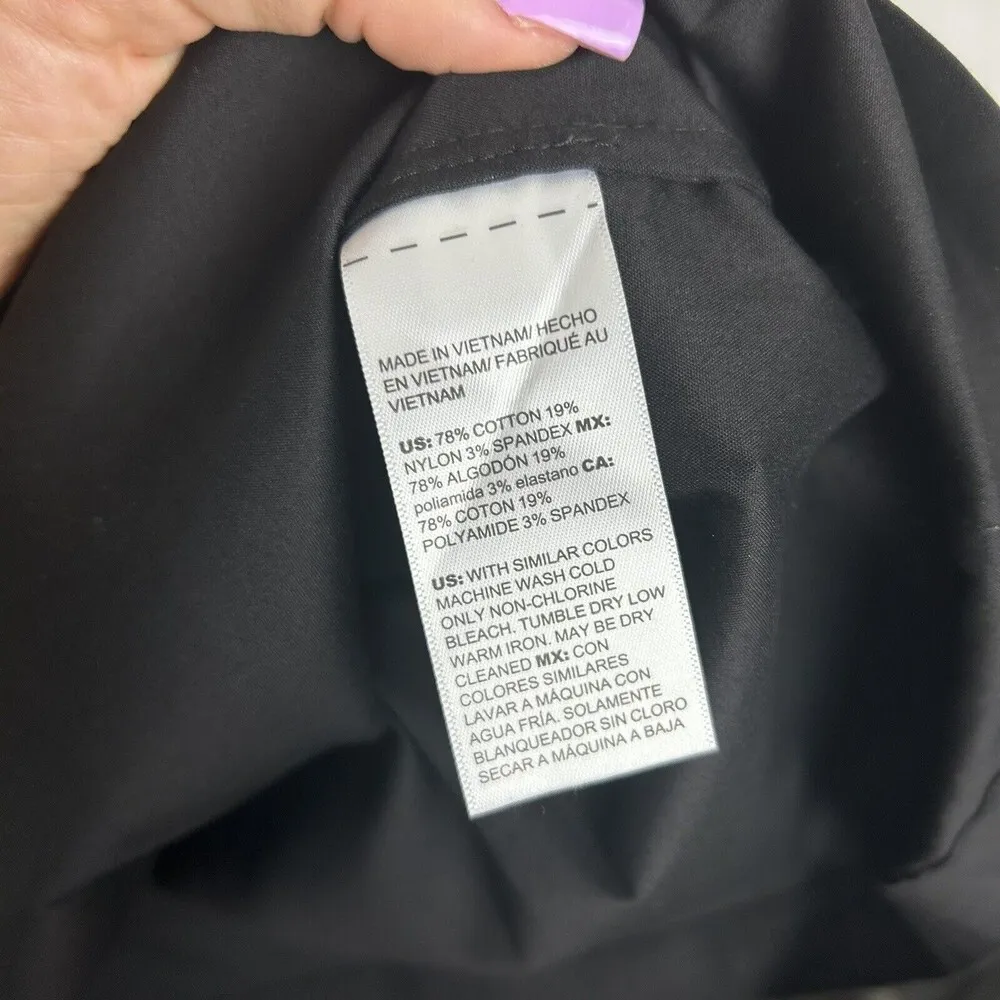 MADE IN VIETNAM/ HECHO
EN VIETNAM/ FABRIQUÉ AU
VIETNAM
US: 78% COTTON 19%
NYLON 3% SPANDEX MX:
78% ALGODÓN 19%
poliamida 3% elastano CA:
78% COTON 19%
POLYAMIDE 3% SPANDEX
US: WITH SIMILAR COLORS
MACHINE WASH COLD
ONLY NON-CHLORINE
BLEACH. TUMBLE DRY LOW
WARM IRON. MAY BE DRY
CLEANED MX: CON
COLORES SIMILARES
LAVAR A MÁQUINA CON
AGUA FRÍA. SOLAMENTE
BLANQUEADOR SIN CLORO
SECAR A MÁQUINA A BAJA